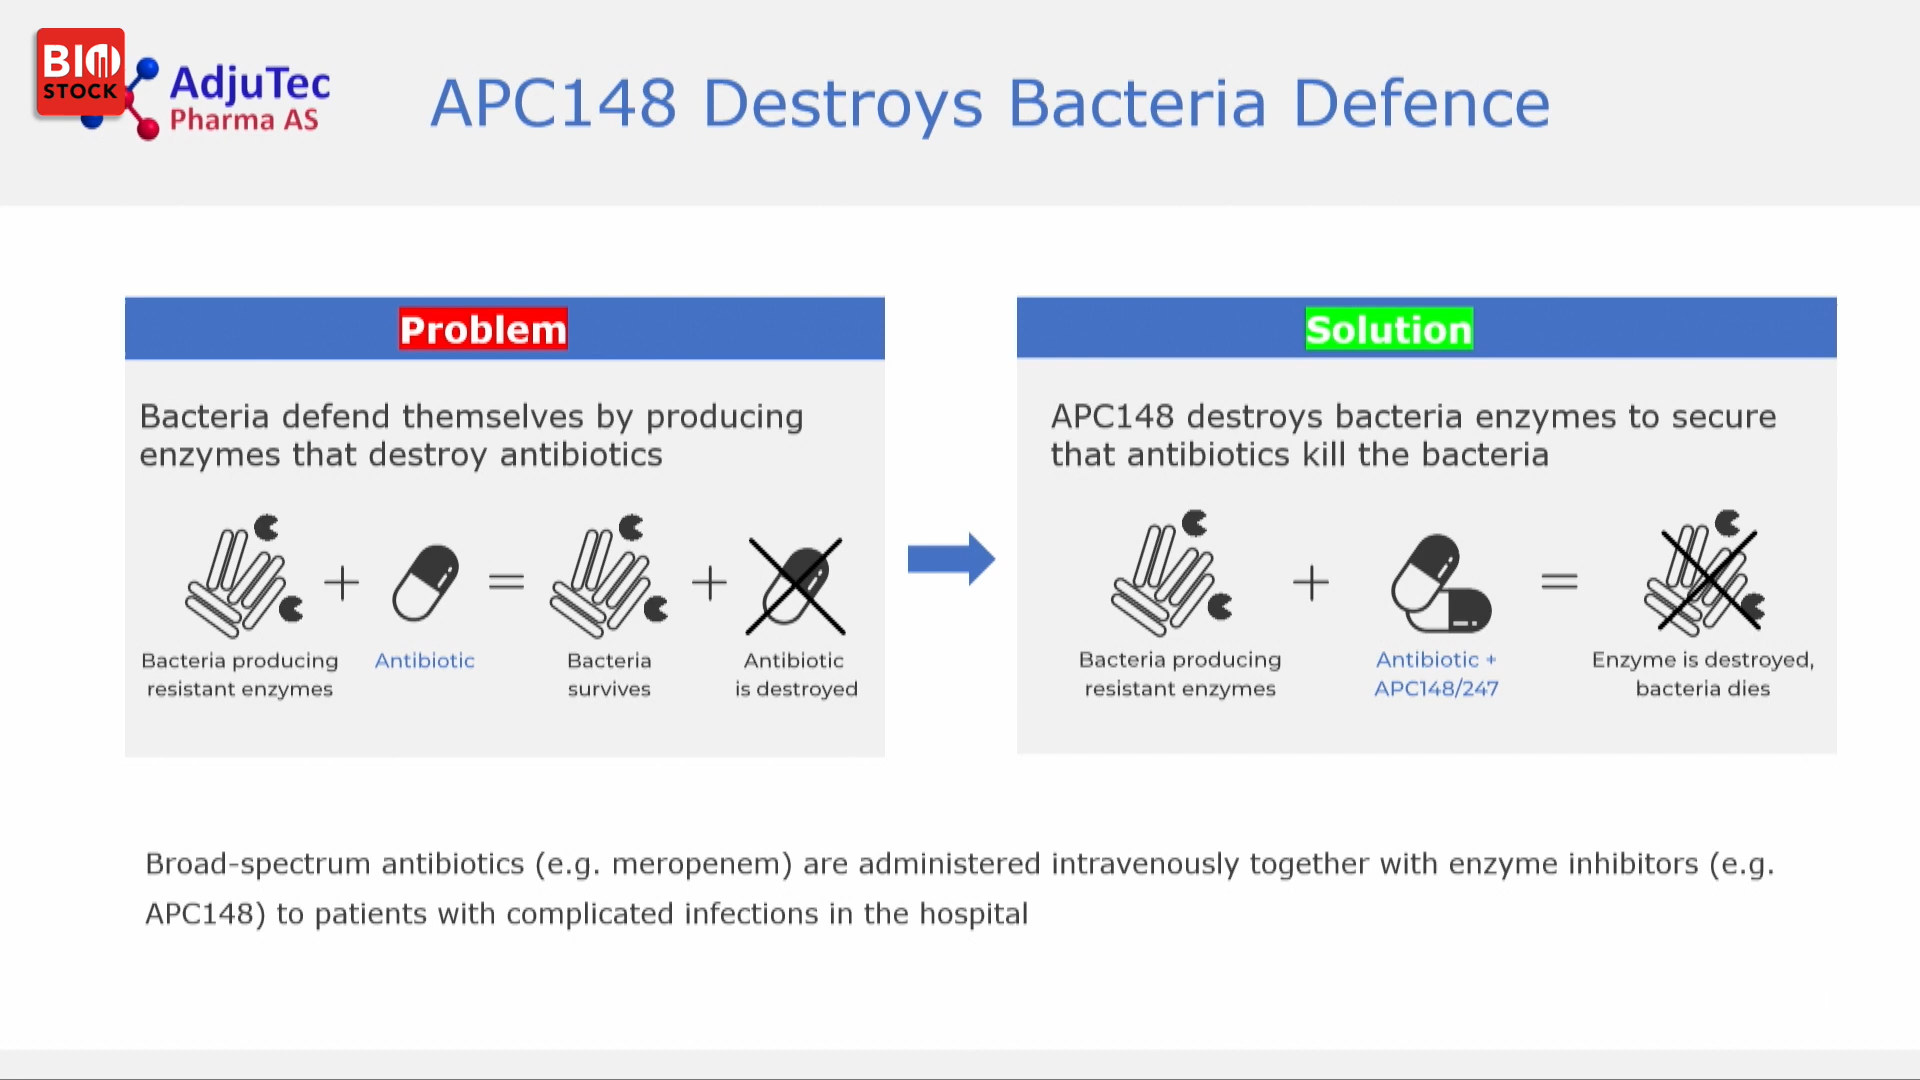 BIO
STOCK
AdjuTec
Pharma AS
APC148 Destroys Bacteria Defence
Problem
Bacteria defend themselves by producing
enzymes that destroy antibiotics
+
=
+
Bacteria producing
resistant enzymes
Antibiotic
Bacteria
survives
Antibiotic
is destroyed
Solution
APC148 destroys bacteria enzymes to secure
that antibiotics kill the bacteria
+
=
Bacteria producing
resistant enzymes
Antibiotic +
APC148/247
Enzyme is destroyed,
bacteria dies
Broad-spectrum antibiotics (e.g. meropenem) are administered intravenously together with enzyme inhibitors (e.g.
APC148) to patients with complicated infections in the hospital